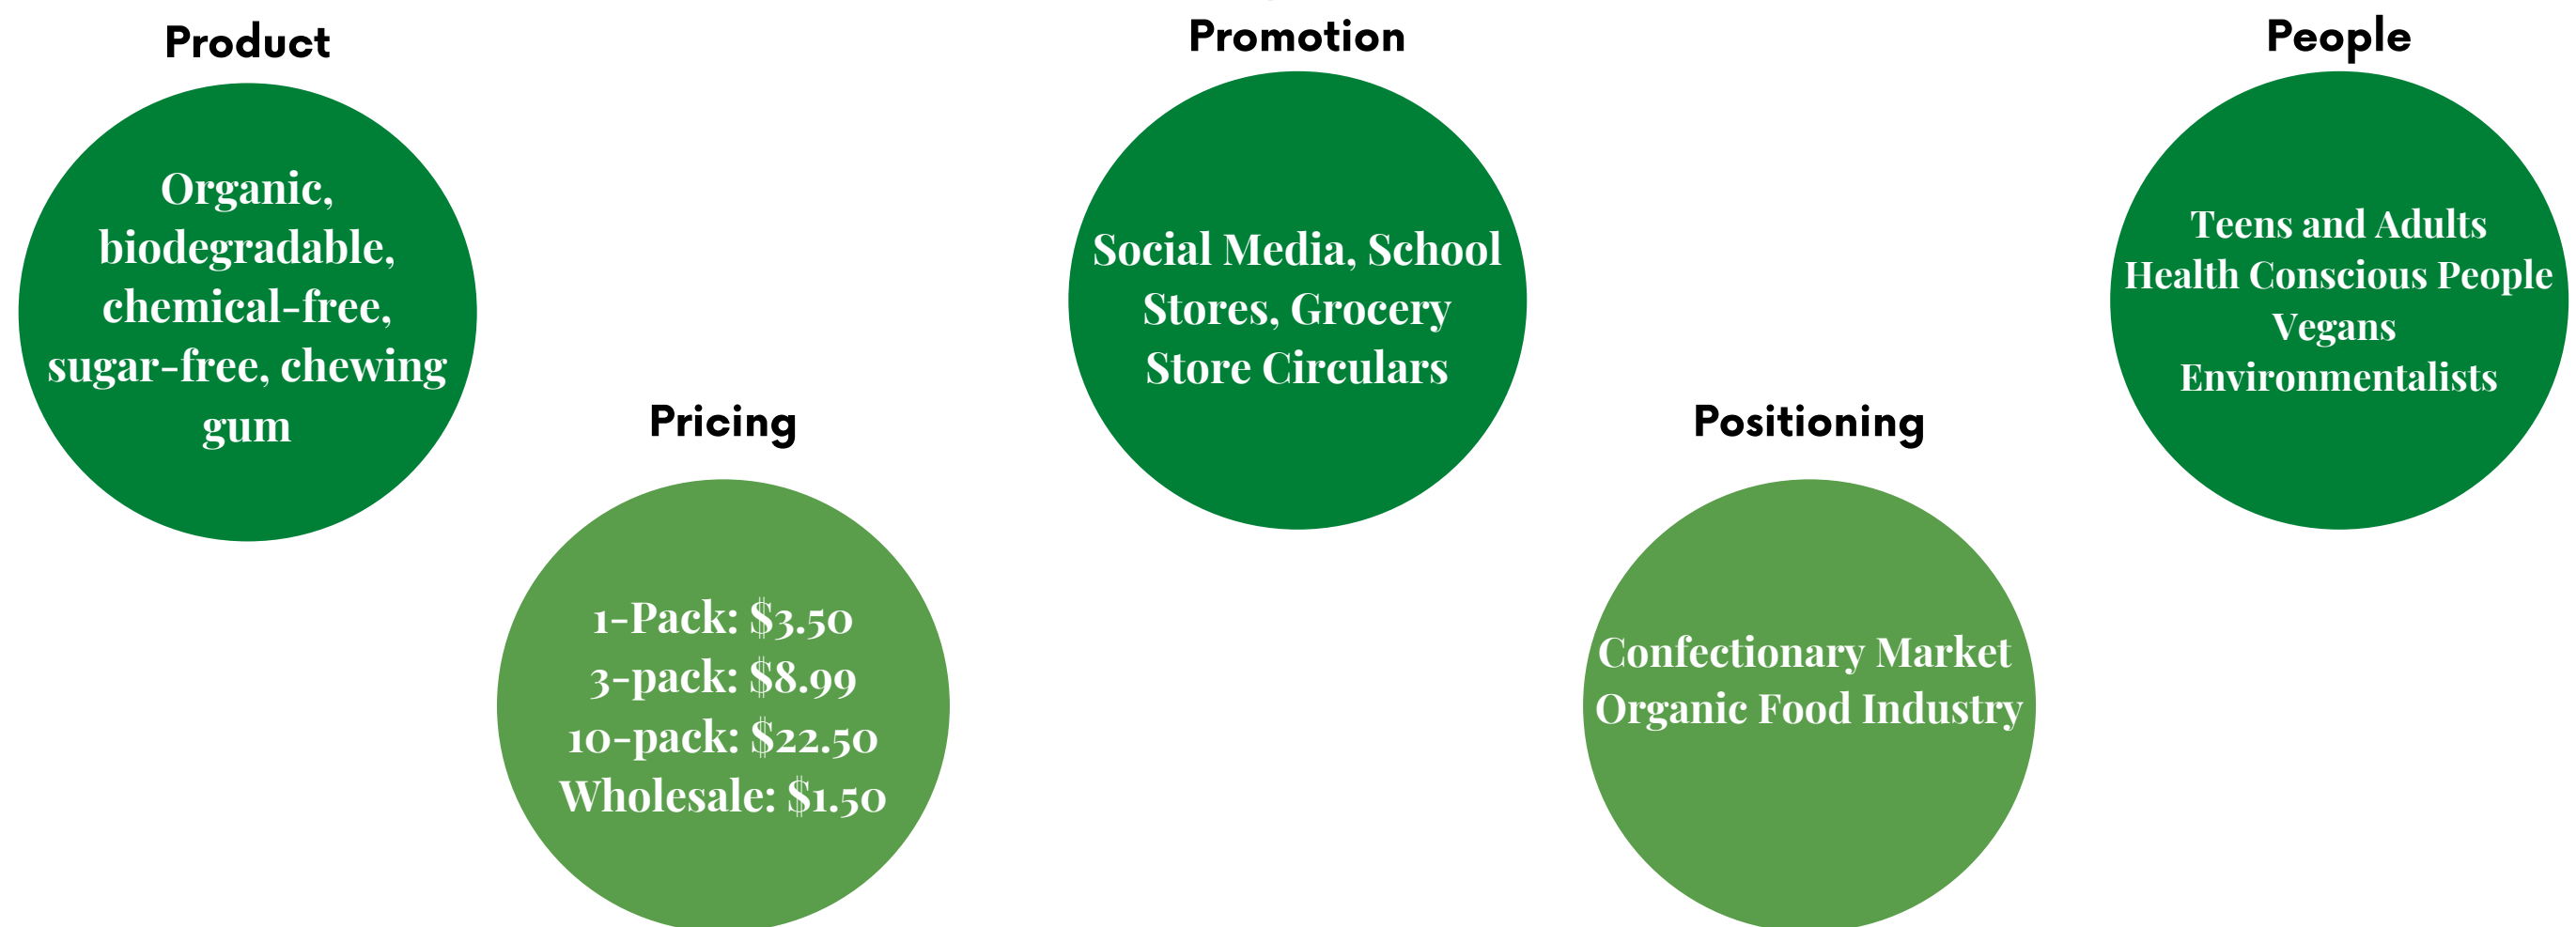 Product
Organic,
biodegradable,
chemical-free,
sugar-free, chewing
gum
Pricing
1-Pack: $3.50
3-pack: $8.99
10-pack: $22.50
Wholesale: $1.50
Promotion
Social Media, School
Stores, Grocery
Store Circulars
Positioning
Confectionary Market
Organic Food Industry
People
Teens and Adults
Health Conscious People
Vegans
Environmentalists